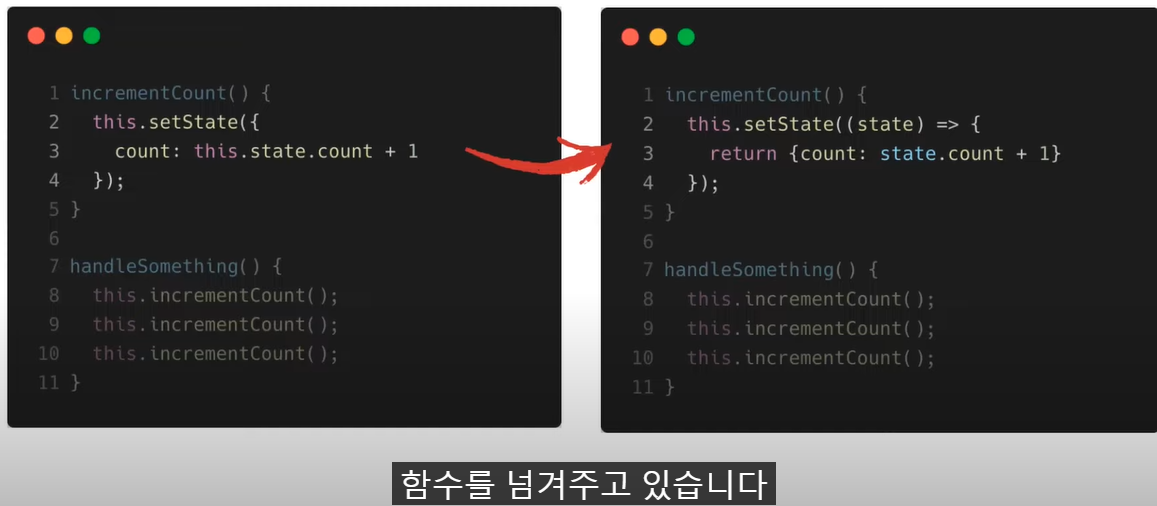 1 incrementCount() {
2   this.setState({
3     count: this.state.count + 1
4   });
5 }
6
7 handleSomething() {
8   this.incrementCount();
9   this.incrementCount();
10   this.incrementCount();
11 }
1 incrementCount() {
2   this.setState((state) => {
3     return {count: state.count + 1}
4   });
5 }
6
7 handleSomething() {
8   this.incrementCount();
9   this.incrementCount();
10   this.incrementCount();
11 }
함수를 넘겨주고 있습니다